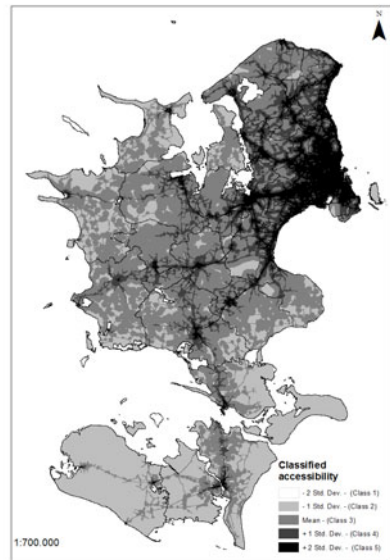 N
Classified
accessibility
- 2 Std. Dev. - (Class 1)
- 1 Std. Dev. - (Class 2)
Mean - (Class 3)
+ 1 Std. Dev. - (Class 4)
+ 2 Std. Dev. - (Class 5)
1:700.000